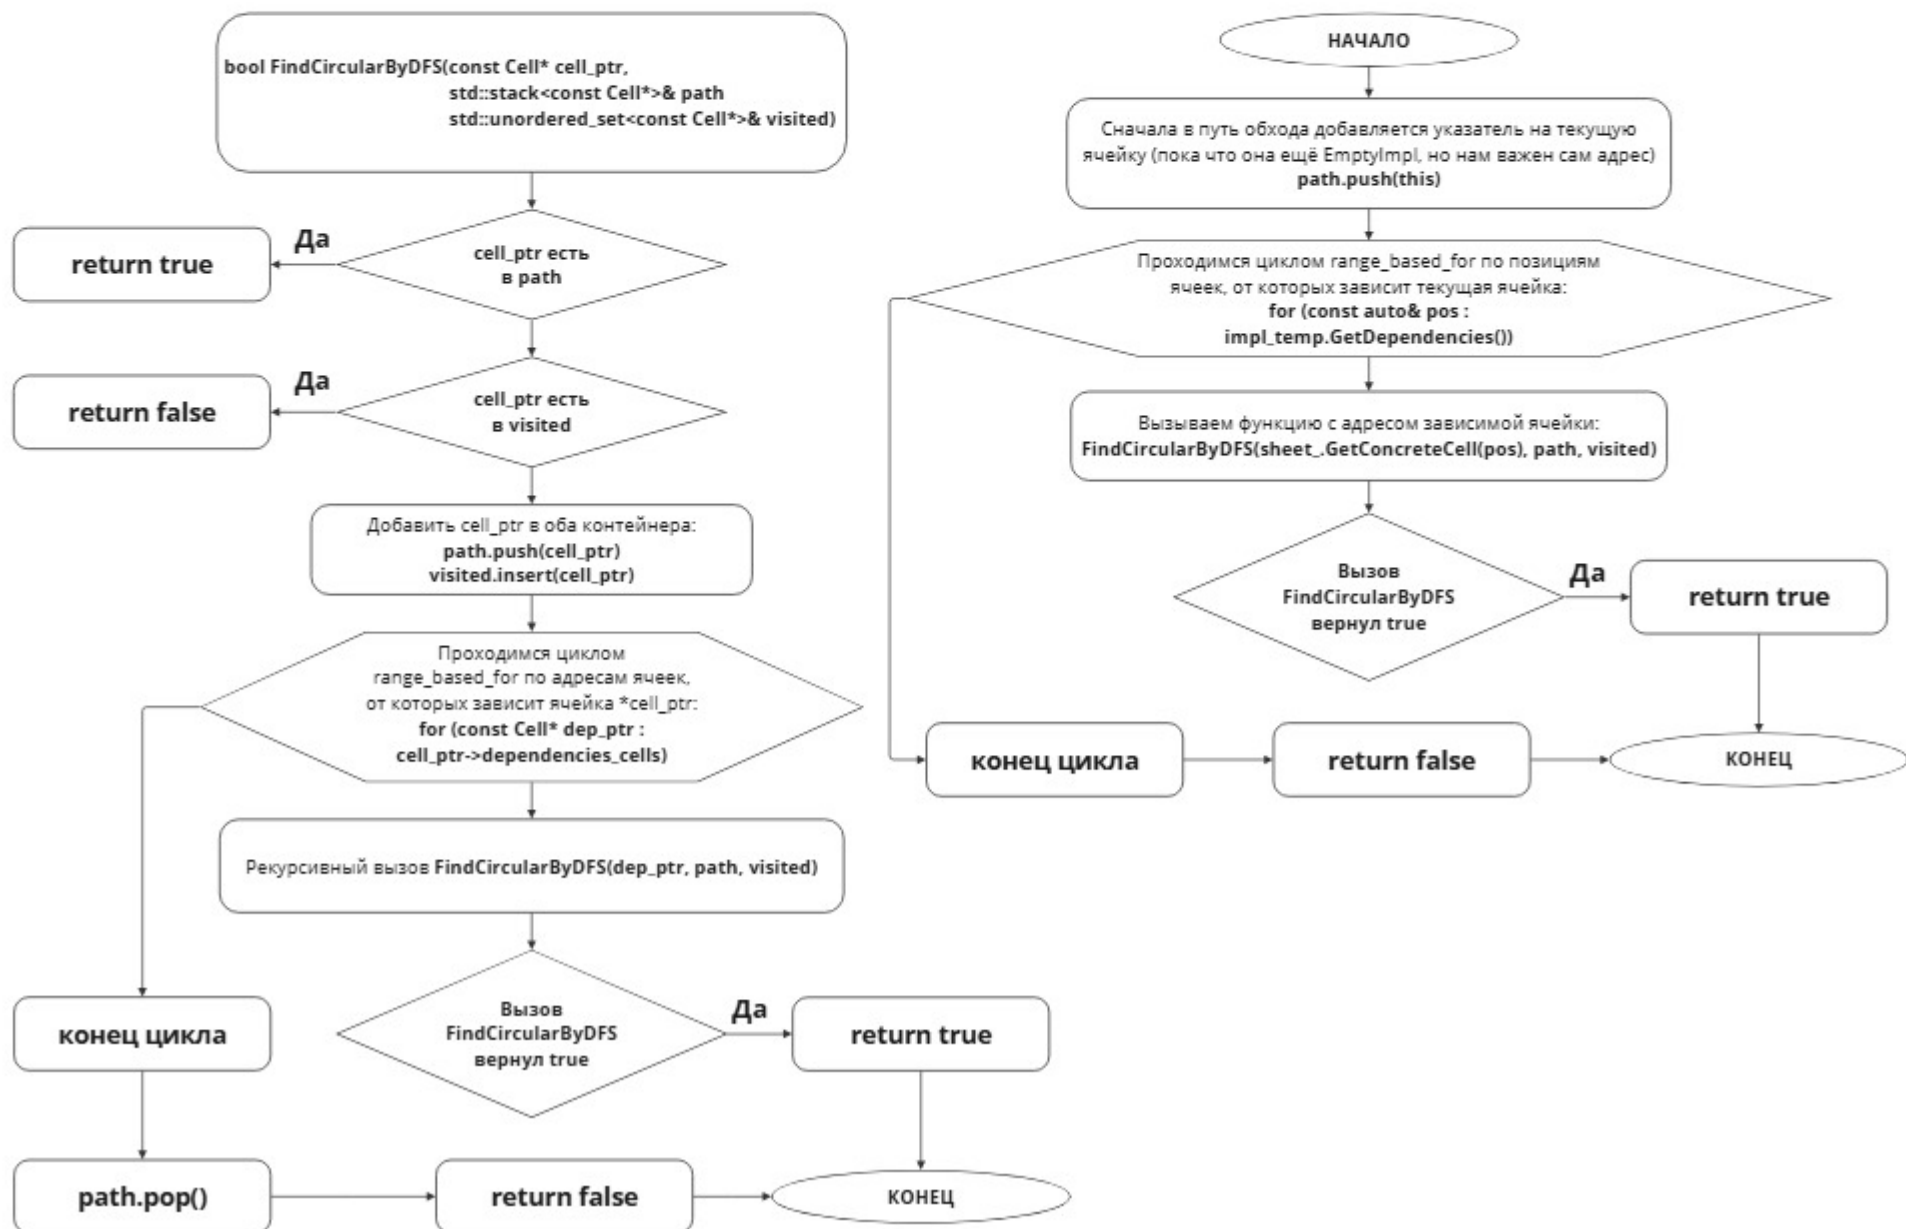 bool FindCircularByDFS(const Cell* cell_ptr,
std::stack<const Cell*>& path
std::unordered_set<const Cell*>& visited)
cell_ptr есть
в path
Да
return true
cell_ptr есть
в visited
Да
return false
Добавить cell_ptr в оба контейнера:
path.push(cell_ptr)
visited.insert(cell_ptr)
Проходимся циклом
range_based_for по адресам ячеек,
от которых зависит ячейка *cell_ptr:
for (const Cell* dep_ptr :
cell_ptr->dependencies_cells)
Рекурсивный вызов FindCircularByDFS(dep_ptr, path, visited)
Вызов
FindCircularByDFS
вернул true
Да
return true
конец цикла
path.pop()
return false
КОНЕЦ
НАЧАЛО
Сначала в путь обхода добавляется указатель на текущую
ячейку (пока что она ещё EmptyImpl, но нам важен сам адрес)
path.push(this)
Проходимся циклом range_based_for по позициям
ячеек, от которых зависит текущая ячейка:
for (const auto& pos :
impl_temp.GetDependencies())
Вызываем функцию с адресом зависимой ячейки:
FindCircularByDFS(sheet_.GetConcreteCell(pos), path, visited)
Вызов
FindCircularByDFS
вернул true
Да
return true
конец цикла
return false
КОНЕЦ